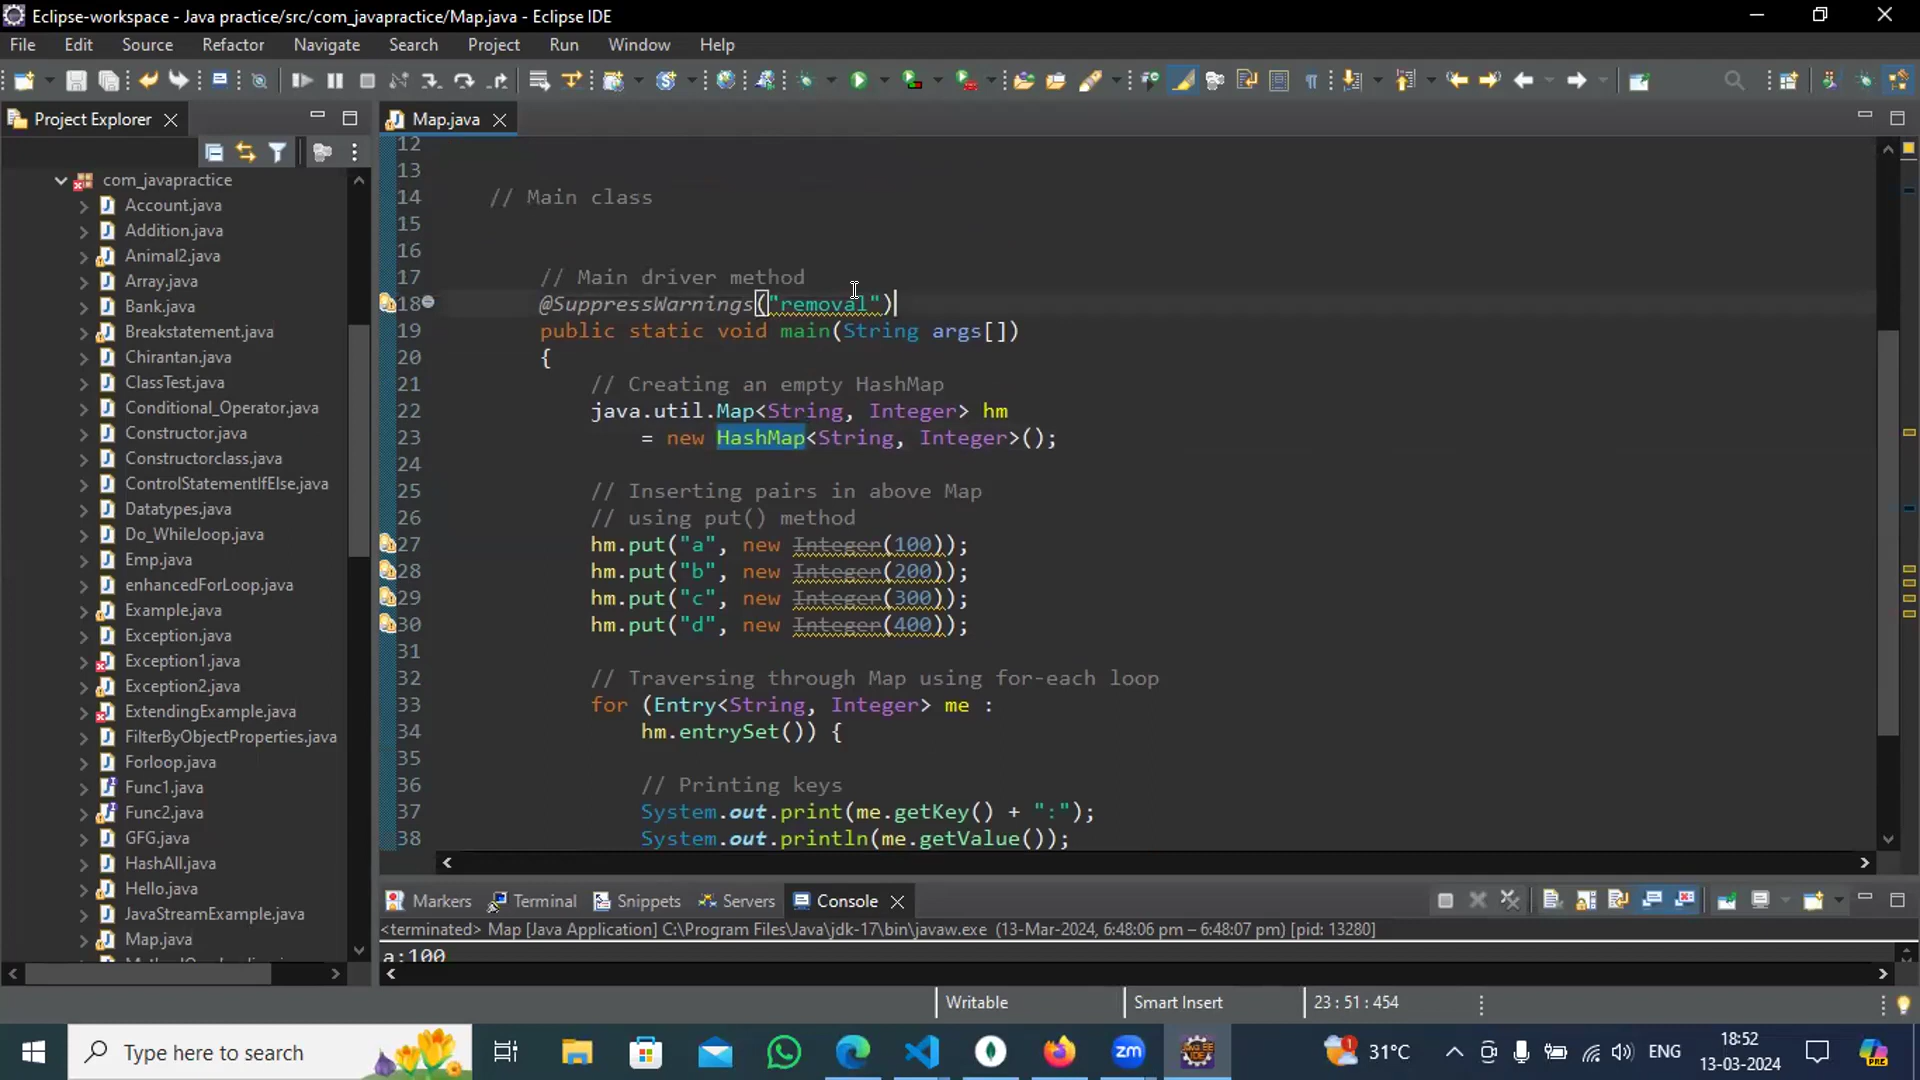 Eclipse-workspace - Java practice/src/com_javapractice/Map.java - Eclipse IDE
File Edit Source Refactor Navigate Search Project Run Window Help
Project Explorer
Map.java
com_javapractice
Account.java
Addition.java
Animal2.java
Array.java
Bank.java
Breakstatement.java
Chirantan.java
ClassTest.java
Conditional_Operator.java
Constructor.java
Constructorclass.java
ControlStatementIfElse.java
Datatypes.java
Do_WhileJoop.java
Emp.java
enhancedForLoop.java
Example.java
Exception.java
Exception1.java
Exception2.java
ExtendingExample.java
FilterByObjectProperties.java
Forloop.java
Func1.java
Func2.java
GFG.java
HashAll.java
Hello.java
JavaStreamExample.java
Map.java
12
13
14 // Main class
15
16
17 // Main driver method
18 @SuppressWarnings("removal")
19 public static void main(String args[])
20 {
21 // Creating an empty HashMap
22 java.util.Map<String, Integer> hm
23 = new HashMap<String, Integer>();
24
25 // Inserting pairs in above Map
26 // using put() method
27 hm.put("a", new Integer(100));
28 hm.put("b", new Integer(200));
29 hm.put("c", new Integer(300));
30 hm.put("d", new Integer(400));
31
32 // Traversing through Map using for-each loop
33 for (Entry<String, Integer> me :
34 hm.entrySet()) {
35
36 // Printing keys
37 System.out.print(me.getKey() + ":");
38 System.out.println(me.getValue());
Markers Terminal Snippets Servers Console
<terminated> Map [Java Application] C:\Program Files\Java\jdk-17\bin\javaw.exe (13-Mar-2024, 6:48:06 pm – 6:48:07 pm) [pid: 13280]
a:100
Writable Smart Insert 23 : 51 : 454
Type here to search
zm
31°C
ENG
18:52
13-03-2024